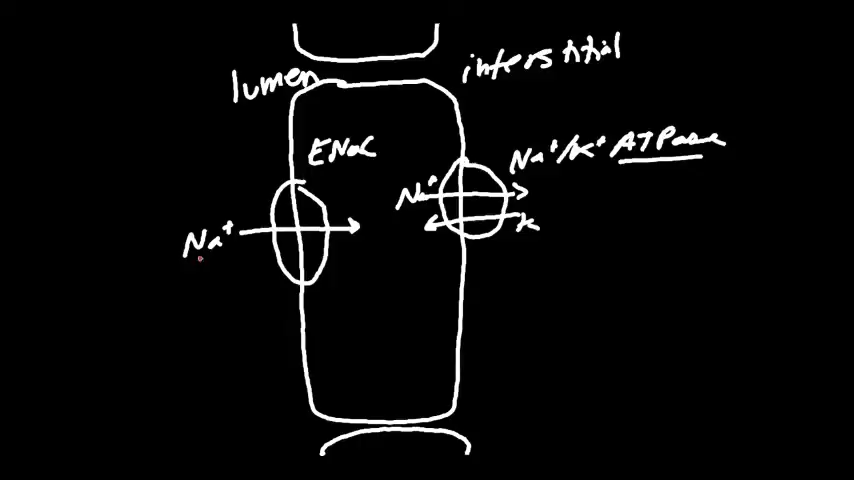 lumen
interstitial
ENaC
Na⁺/K⁺ ATPase
Na⁺
K
Na⁺